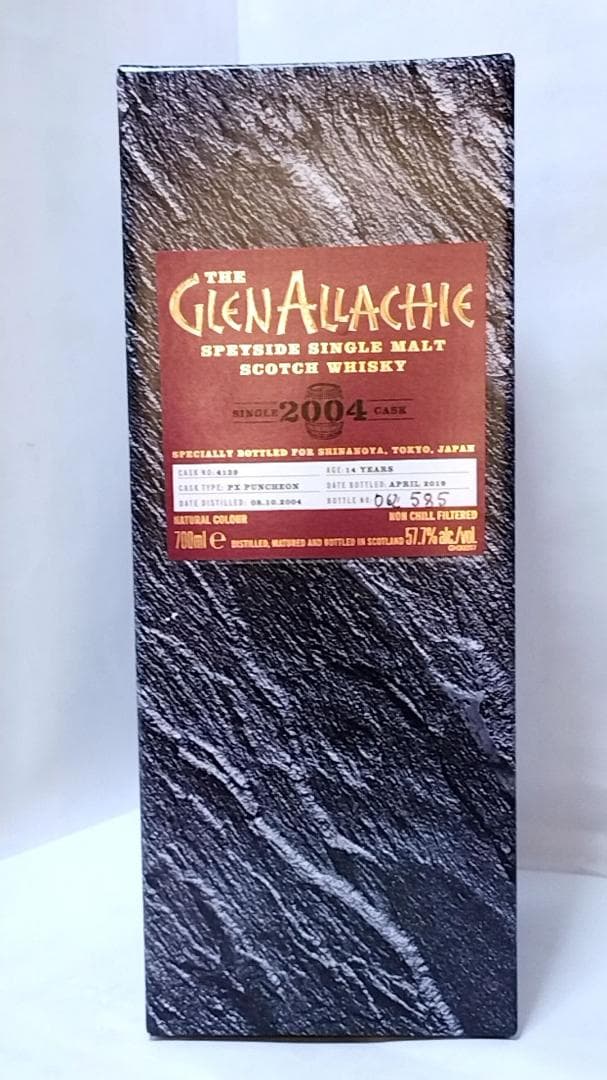 THE
GLENALLACHIE
SPEYSIDE SINGLE MALT
SCOTCH WHISKY
SINGLE 2004 CASK
SPECIALLY BOTTLED FOR SHINANOYA, TOKYO, JAPAN
CASK NO: 4139 AGE: 14 YEARS
CASK TYPE: PX PUNCHEON DATE BOTTLED: APRIL 2019
DATE DISTILLED: 08.10.2004 BOTTLE NO: 585
NATURAL COLOUR NON CHILL FILTERED
700ml e DISTILLED, MATURED AND BOTTLED IN SCOTLAND 57.7% alc./vol.